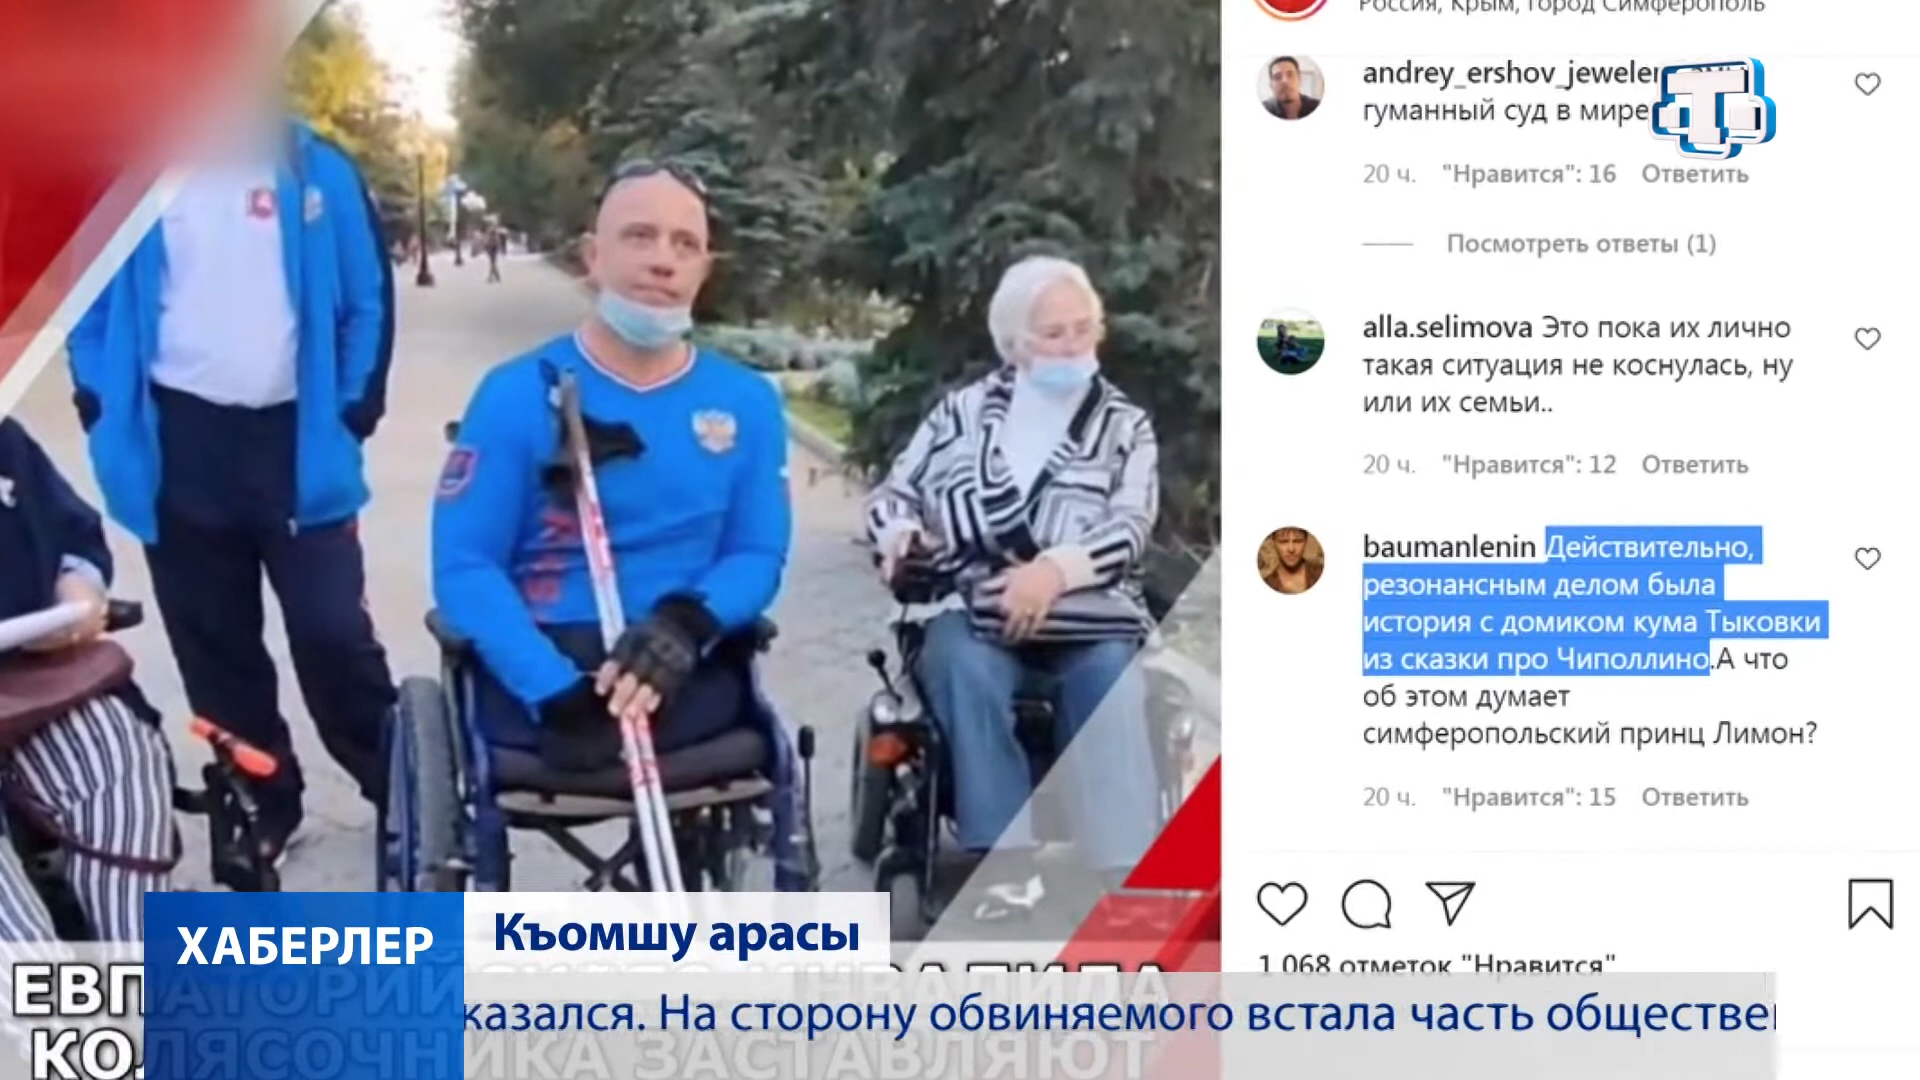 Россия, Крым, город Симферополь
andrey_ershov_jeweler
гуманный суд в мире
20 ч. "Нравится": 16 Ответить
Посмотреть ответы (1)
alla.selimova Это пока их лично
такая ситуация не коснулась, ну
или их семьи..
20 ч. "Нравится": 12 Ответить
baumanlenin Действительно,
резонансным делом была
история с домиком кума Тыковки
из сказки про Чиполлино.А что
об этом думает
симферопольский принц Лимон?
20 ч. "Нравится": 15 Ответить
1 068 отметок "Нравится"
ХАБЕРЛЕР
Къомшу арасы
казался. На сторону обвиняемого встала часть обществе
ИНВАЛИДА
КОЛЯСОЧНИКА ЗАСТАВЛЯЮТ